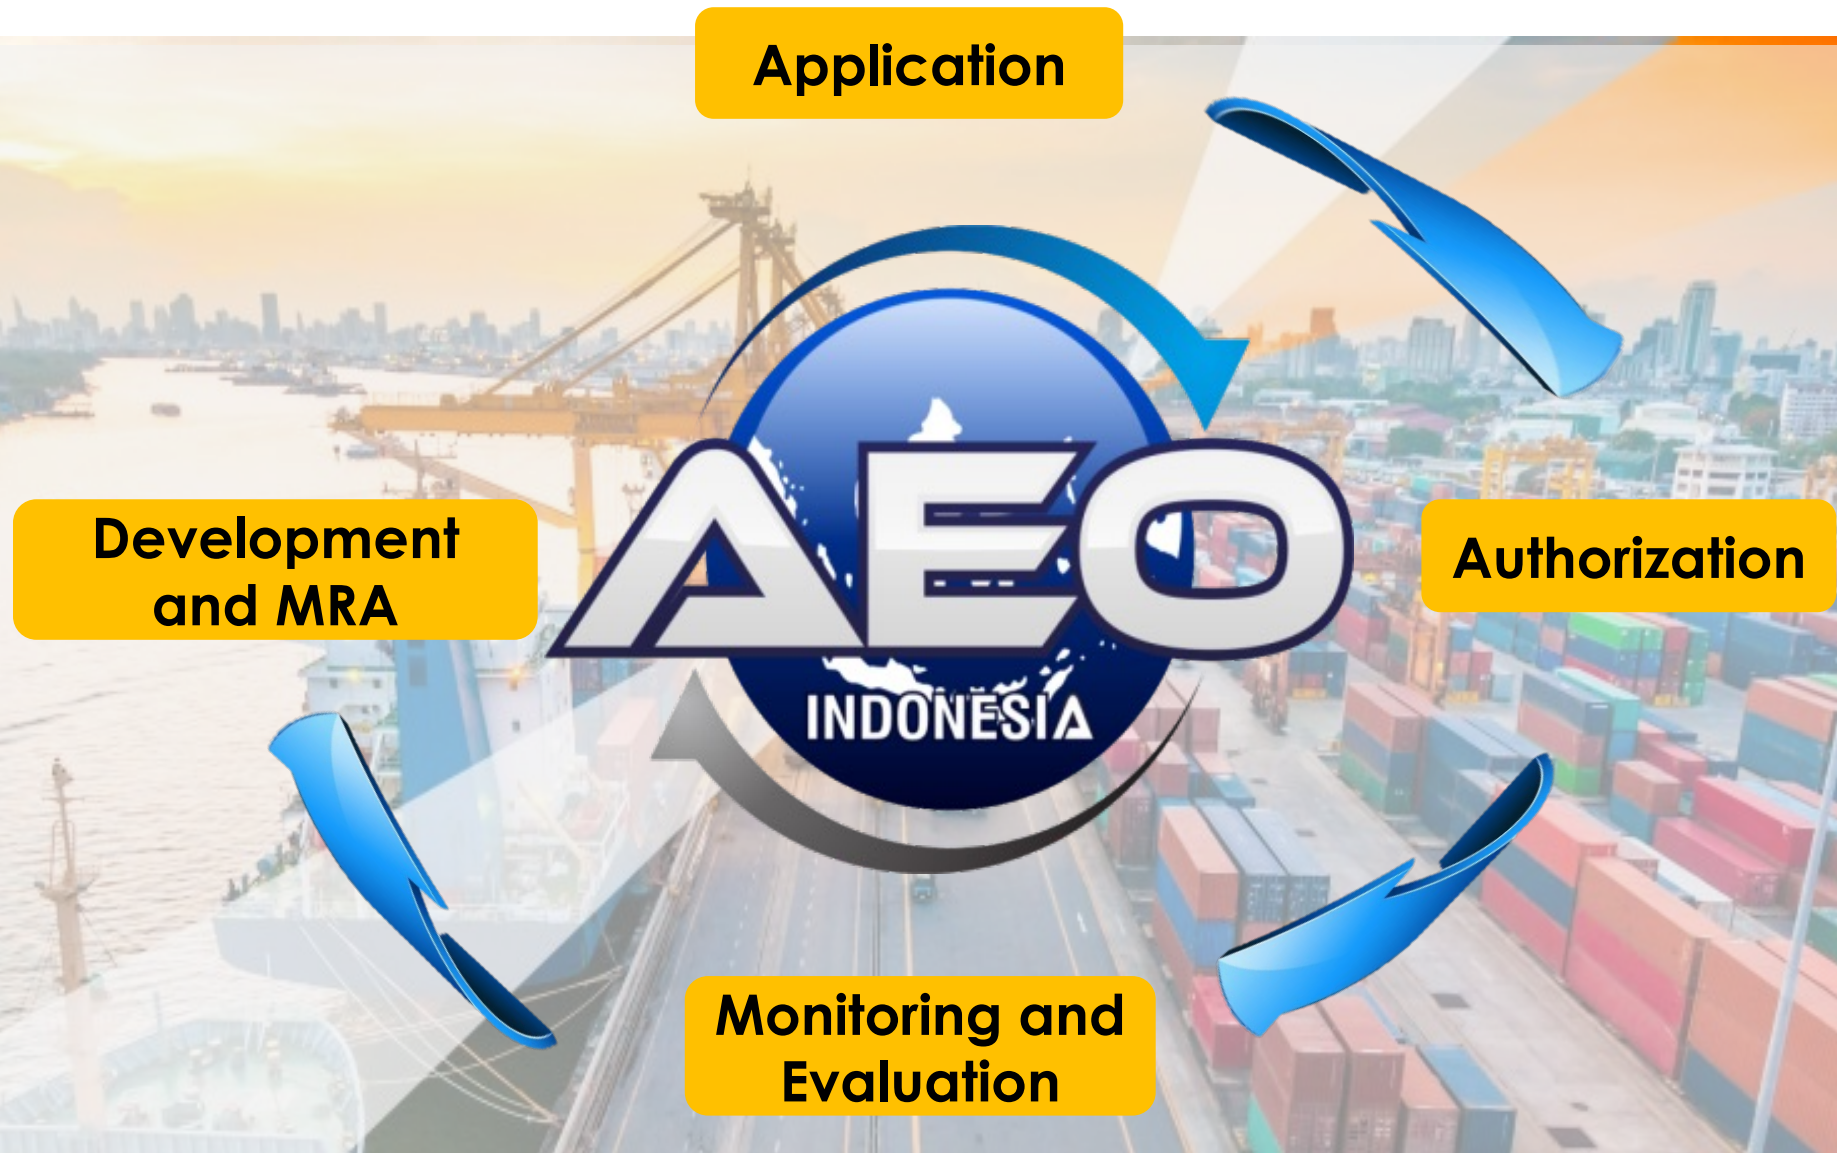 Application
Development
and MRA
AEO
INDONESIA
Authorization
Monitoring and
Evaluation